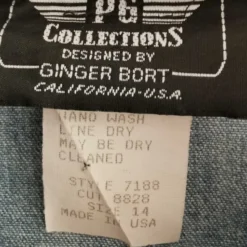 PG
COLLECTIONS
DESIGNED BY
GINGER BORT
CALIFORNIA-U.S.A.
HAND WASH
LINE DRY
MAY BE DRY
CLEANED
STYLE 7188
CUT 8828
SIZE 14
MADE IN USA